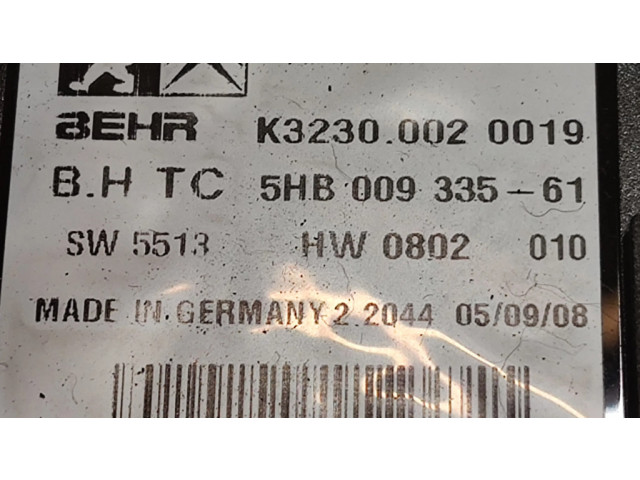 BEHR K3230.002 0019
B.H TC 5HB 009 335-61
SW 5513 HW 0802 010
MADE IN GERMANY 2 2044 05/09/08